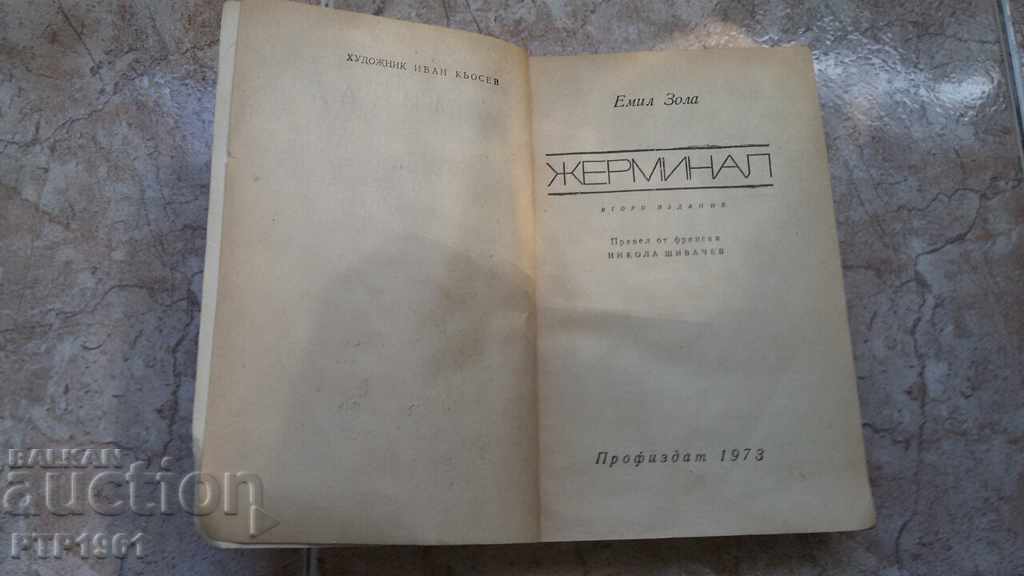 ХУДОЖНИК ИВАН КЬОСЕВ
Емил Зола
ЖЕРМИНАЛ
ВТОРО ИЗДАНИЕ
Превел от френски
НИКОЛА ШИВАЧЕВ
Профиздат 1973
BALKAN
auction
PTP1961